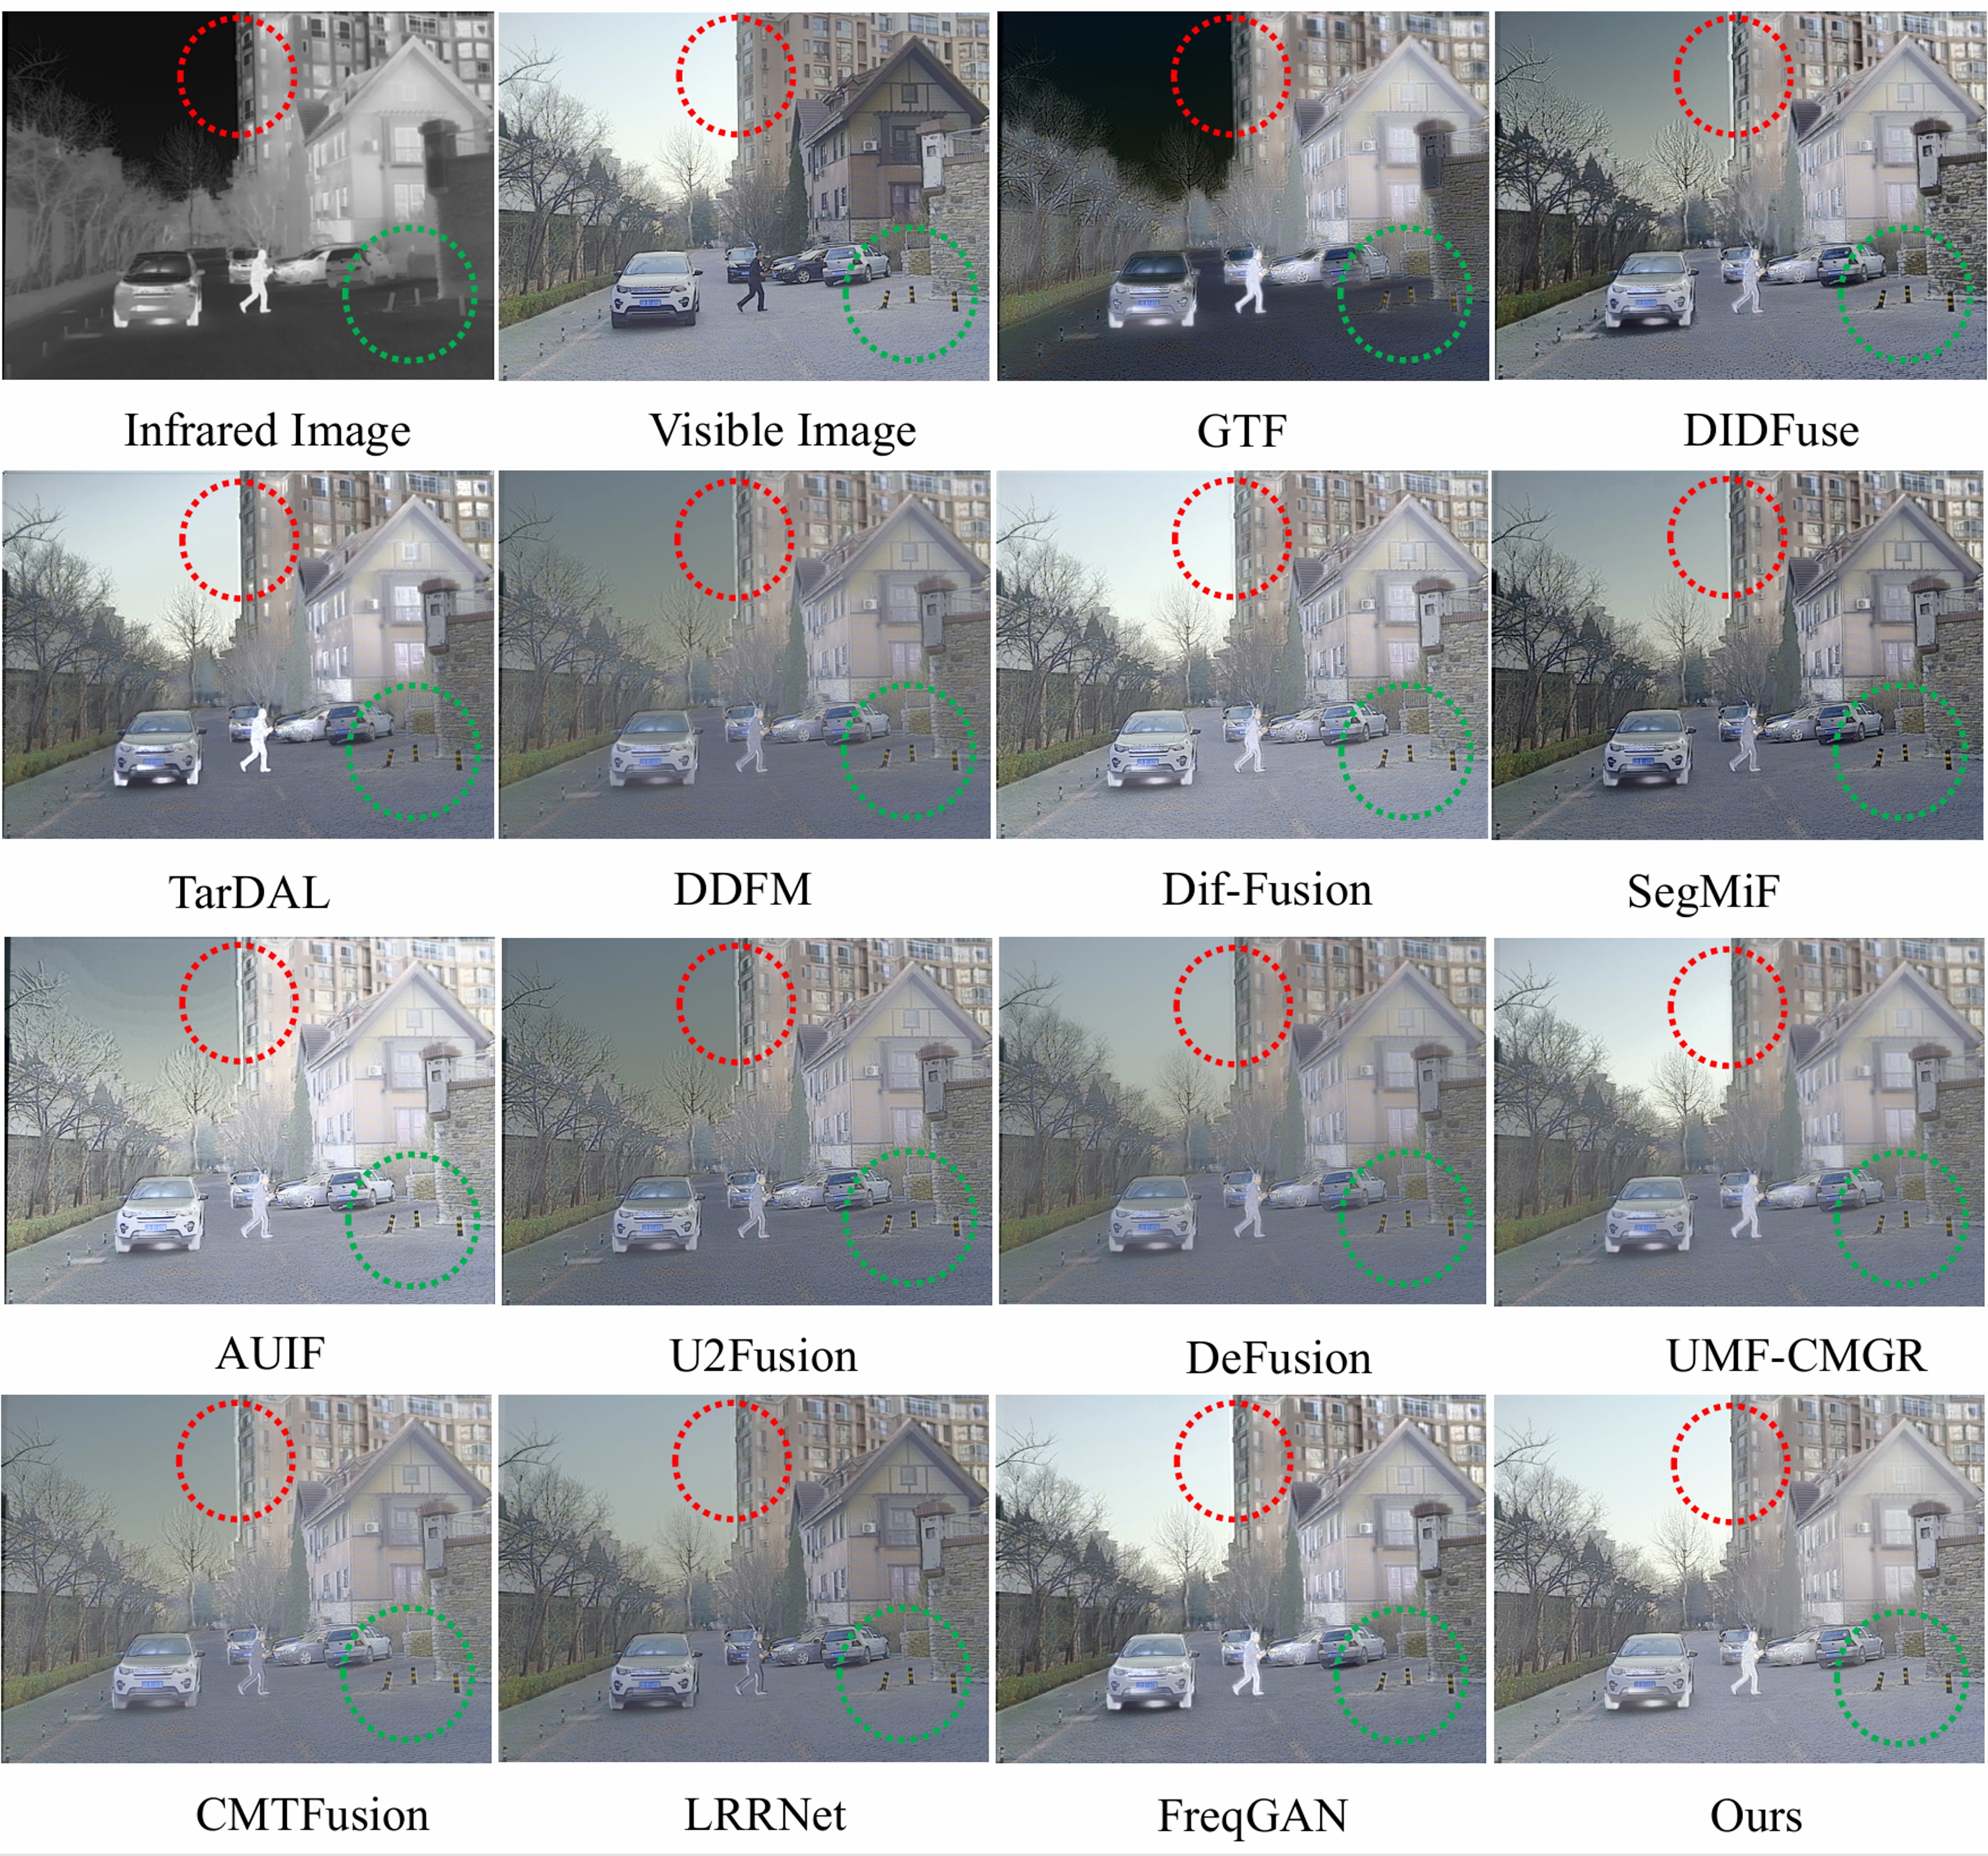 Infrared Image Visible Image GTF DIDFuse
TarDAL DDFM Dif-Fusion SegMiF
AUIF U2Fusion DeFusion UMF-CMGR
CMTFusion LRRNet FreqGAN Ours